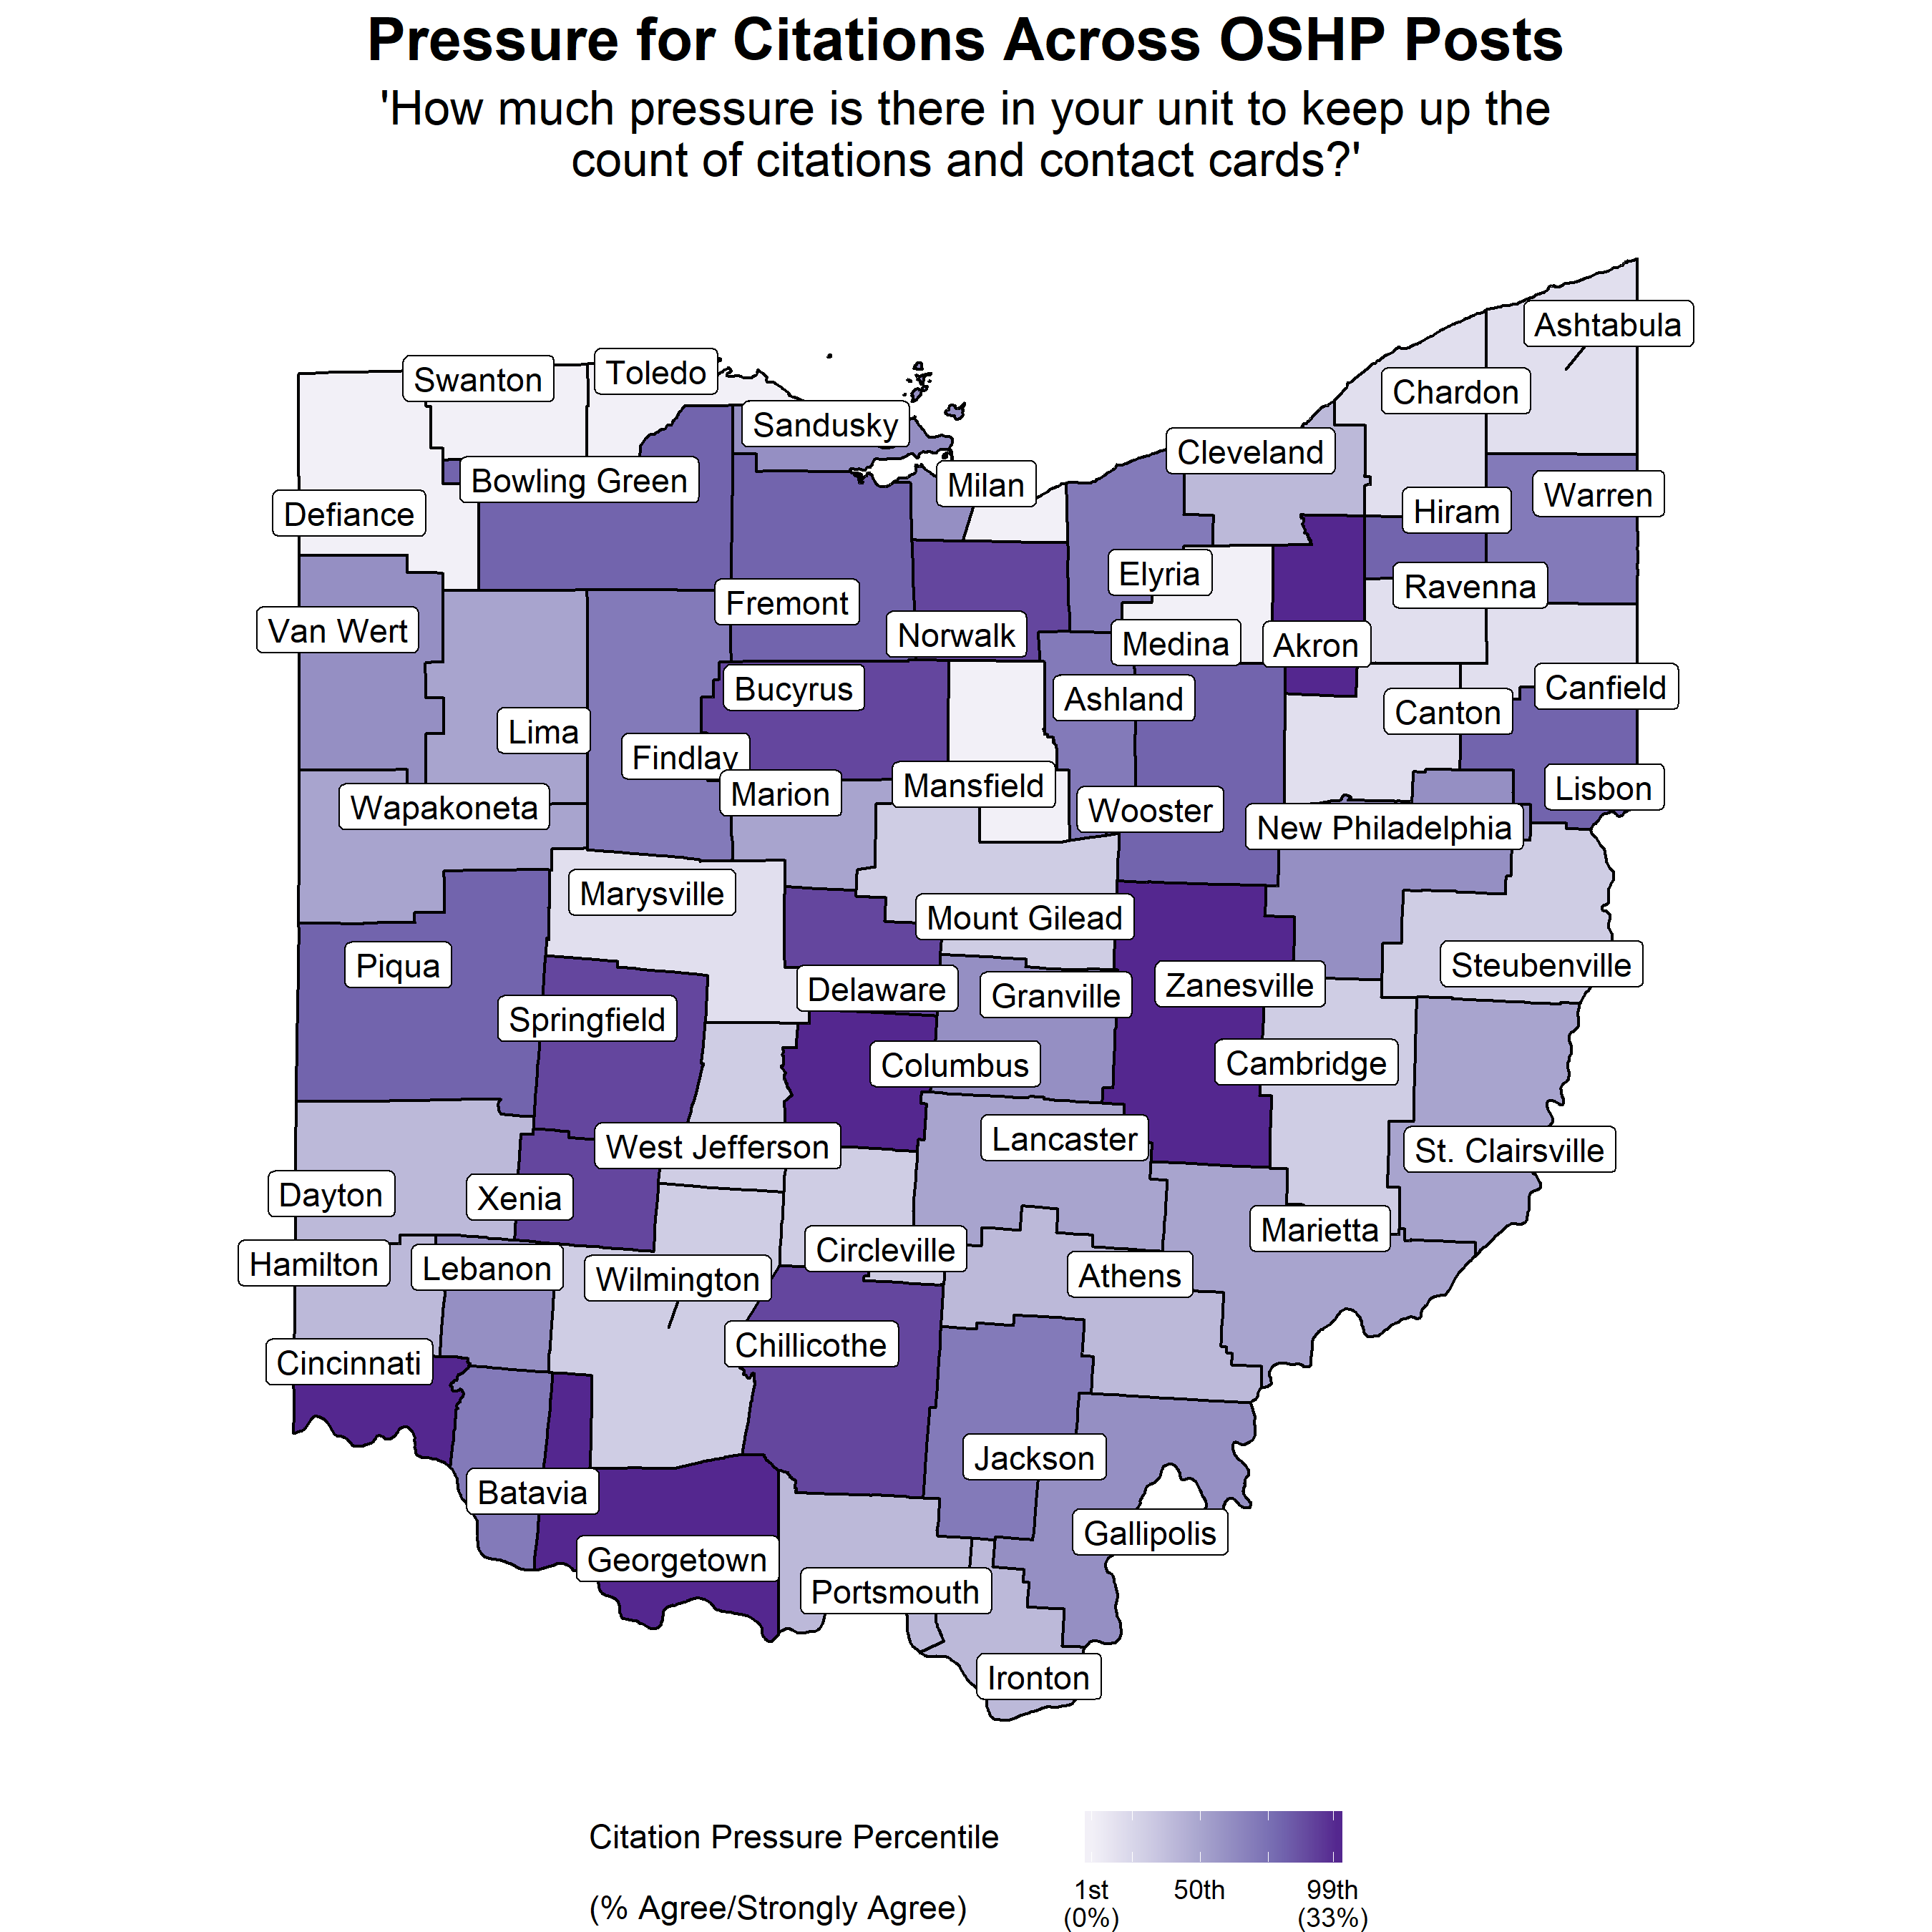 Pressure for Citations Across OSHP Posts
'How much pressure is there in your unit to keep up the
count of citations and contact cards?'
Ashtabula
Swanton
Toledo
Chardon
Sandusky
Cleveland
Bowling Green
Milan
Warren
Defiance
Hiram
Elyria
Ravenna
Fremont
Van Wert
Norwalk
Medina
Akron
Bucyrus
Canfield
Ashland
Canton
Lima
Findlay
Mansfield
Lisbon
Marion
Wapakoneta
Wooster
New Philadelphia
Marysville
Mount Gilead
Piqua
Steubenville
Delaware
Granville
Zanesville
Springfield
Columbus
Cambridge
Lancaster
West Jefferson
St. Clairsville
Dayton
Xenia
Marietta
Circleville
Hamilton
Lebanon
Wilmington
Athens
Chillicothe
Cincinnati
Jackson
Batavia
Gallipolis
Georgetown
Portsmouth
Ironton
Citation Pressure Percentile
(% Agree/Strongly Agree)
1st 50th 99th
(0%) (33%)